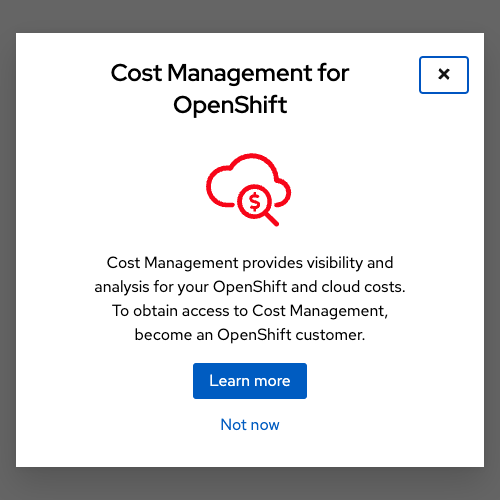 Cost Management for
OpenShift
$
Cost Management provides visibility and
analysis for your OpenShift and cloud costs.
To obtain access to Cost Management,
become an OpenShift customer.
Learn more
Not now